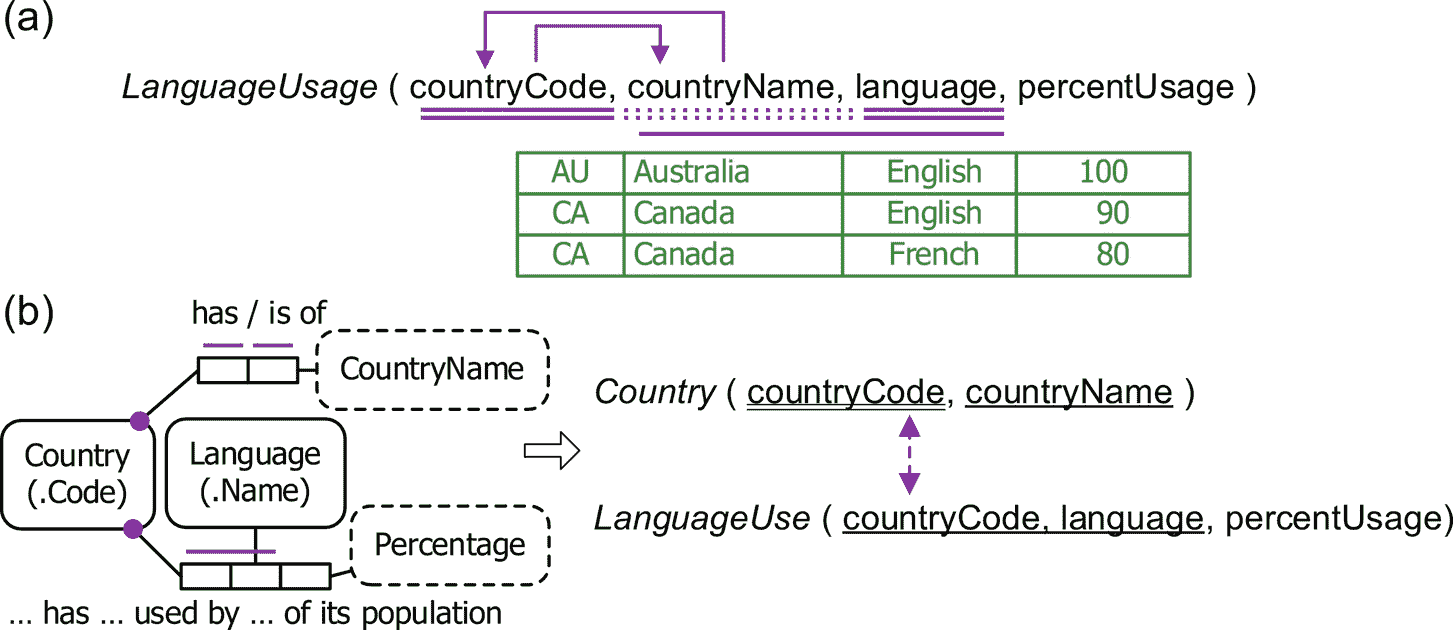 (a)
LanguageUsage ( countryCode, countryName, language, percentUsage )
AU Australia English 100
CA Canada English 90
CA Canada French 80
(b)
has / is of
CountryName
Country
(.Code)
Language
(.Name)
Percentage
... has ... used by ... of its population
Country ( countryCode, countryName )
LanguageUse ( countryCode, language, percentUsage)